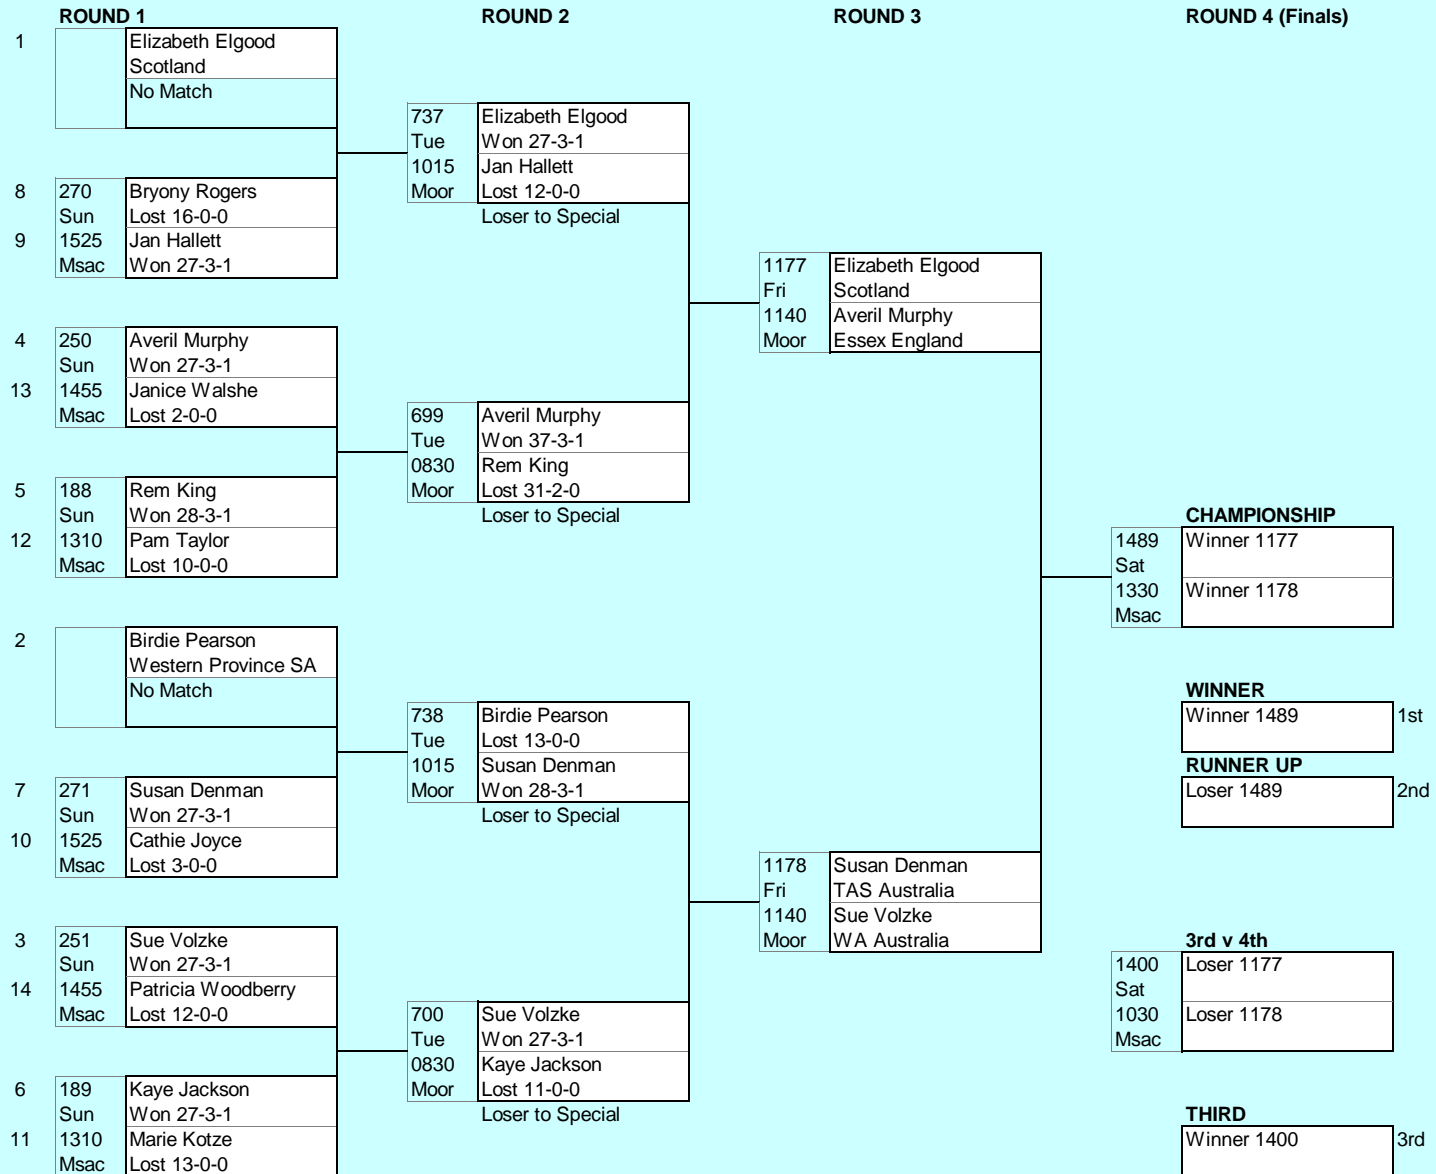 ROUND 1 ROUND 2 ROUND 3 ROUND 4 (Finals)
1 Elizabeth Elgood
Scotland
No Match
737 Elizabeth Elgood
Tue Won 27-3-1
1015 Jan Hallett
Moor Lost 12-0-0
Loser to Special
8 270 Bryony Rogers
Sun Lost 16-0-0
9 1525 Jan Hallett
Msac Won 27-3-1
1177 Elizabeth Elgood
Fri Scotland
1140 Averil Murphy
Moor Essex England
4 250 Averil Murphy
Sun Won 27-3-1
13 1455 Janice Walshe
Msac Lost 2-0-0
699 Averil Murphy
Tue Won 37-3-1
0830 Rem King
Moor Lost 31-2-0
Loser to Special
5 188 Rem King
Sun Won 28-3-1
12 1310 Pam Taylor
Msac Lost 10-0-0
CHAMPIONSHIP
1489 Winner 1177
Sat
1330 Winner 1178
Msac
2 Birdie Pearson
Western Province SA
No Match
WINNER
Winner 1489 1st
RUNNER UP
Loser 1489 2nd
738 Birdie Pearson
Tue Lost 13-0-0
1015 Susan Denman
Moor Won 28-3-1
Loser to Special
7 271 Susan Denman
Sun Won 27-3-1
10 1525 Cathie Joyce
Msac Lost 3-0-0
1178 Susan Denman
Fri TAS Australia
1140 Sue Volzke
Moor WA Australia
3 251 Sue Volzke
Sun Won 27-3-1
14 1455 Patricia Woodberry
Msac Lost 12-0-0
3rd v 4th
1400 Loser 1177
Sat
1030 Loser 1178
Msac
700 Sue Volzke
Tue Won 27-3-1
0830 Kaye Jackson
Moor Lost 11-0-0
Loser to Special
6 189 Kaye Jackson
Sun Won 27-3-1
11 1310 Marie Kotze
Msac Lost 13-0-0
THIRD
Winner 1400 3rd